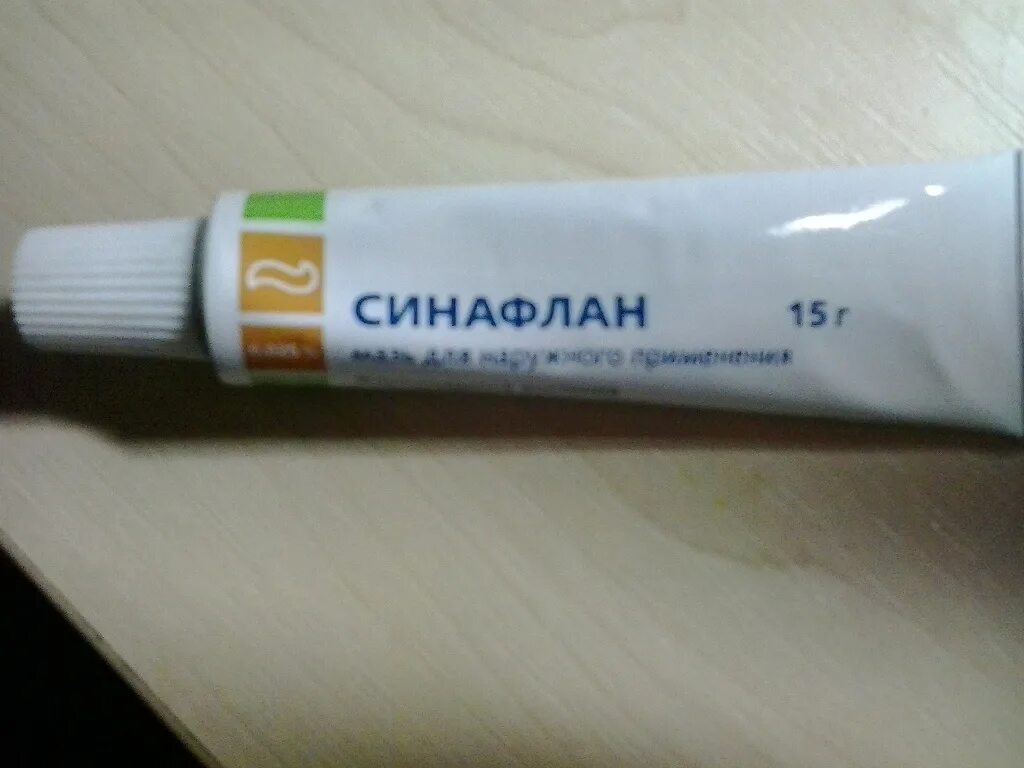 СИНАФЛАН
15 г
мазь для наружного применения